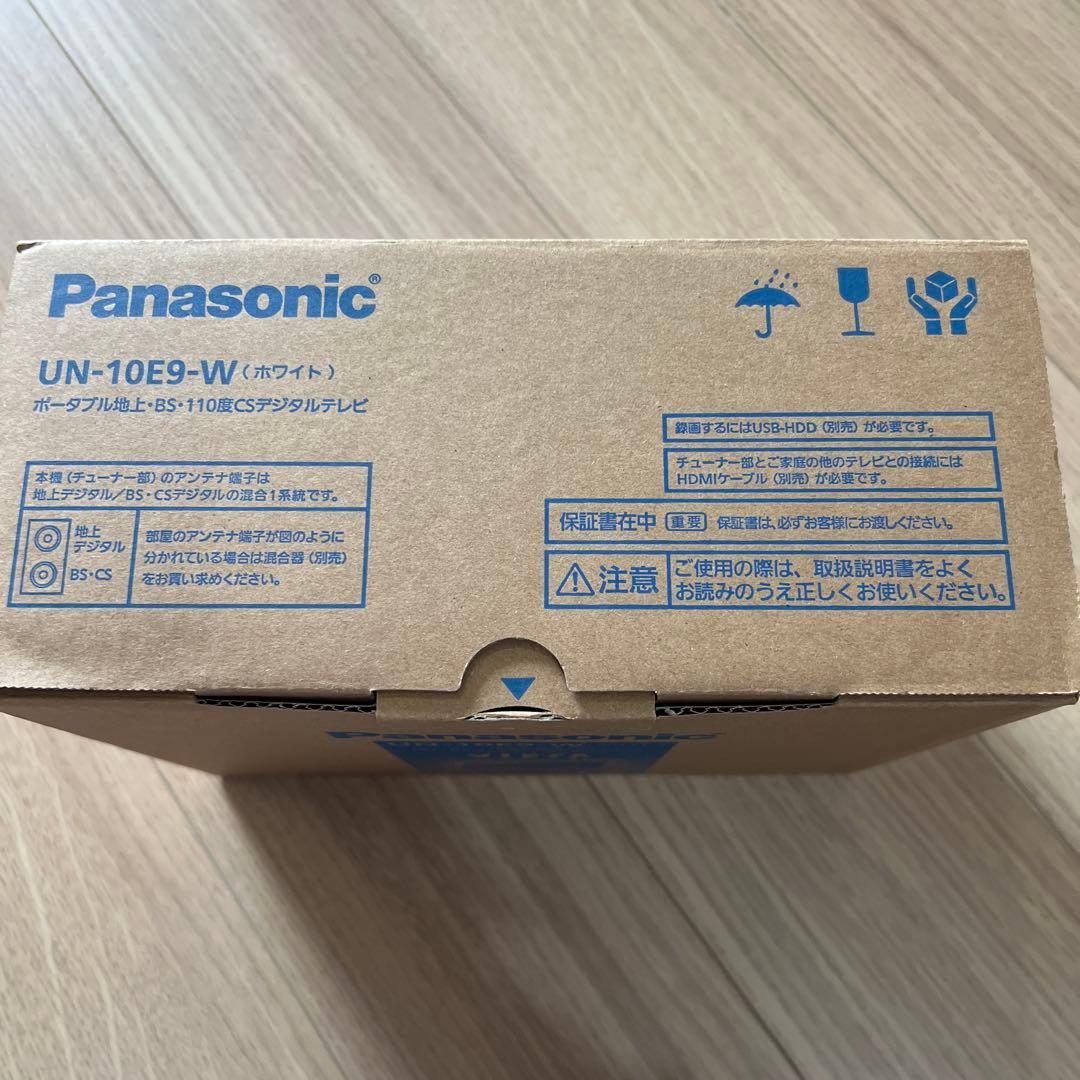 Panasonic®
UN-10E9-W（ホワイト）
ポータブル地上・BS・110度CSデジタルテレビ
本機（チューナー部）のアンテナ端子は
地上デジタル／BS・CSデジタルの混合1系統です。
地上
デジタル
BS・CS
部屋のアンテナ端子が図のように
分かれている場合は混合器（別売）
をお買い求めください。
録画するにはUSB-HDD（別売）が必要です。
チューナー部とご家庭の他のテレビとの接続には
HDMIケーブル（別売）が必要です。
保証書在中 重要 保証書は、必ずお客様にお渡しください。
注意
ご使用の際は、取扱説明書をよく
お読みのうえ正しくお使いください。
Panasonic
UN-10E9-W